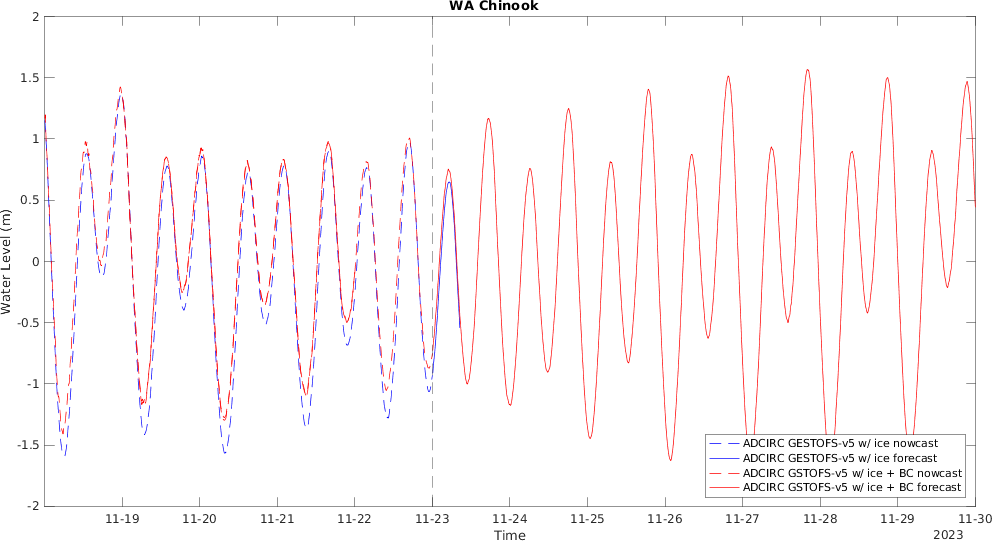 WA Chinook
2
1.5
1
0.5
0
-0.5
-1
-1.5
-2
Water Level (m)
11-19 11-20 11-21 11-22 11-23 11-24 11-25 11-26 11-27 11-28 11-29 11-30
Time
2023
ADCIRC GESTOFS-v5 w/ ice nowcast
ADCIRC GESTOFS-v5 w/ ice forecast
ADCIRC GSTOFS-v5 w/ ice + BC nowcast
ADCIRC GSTOFS-v5 w/ ice + BC forecast